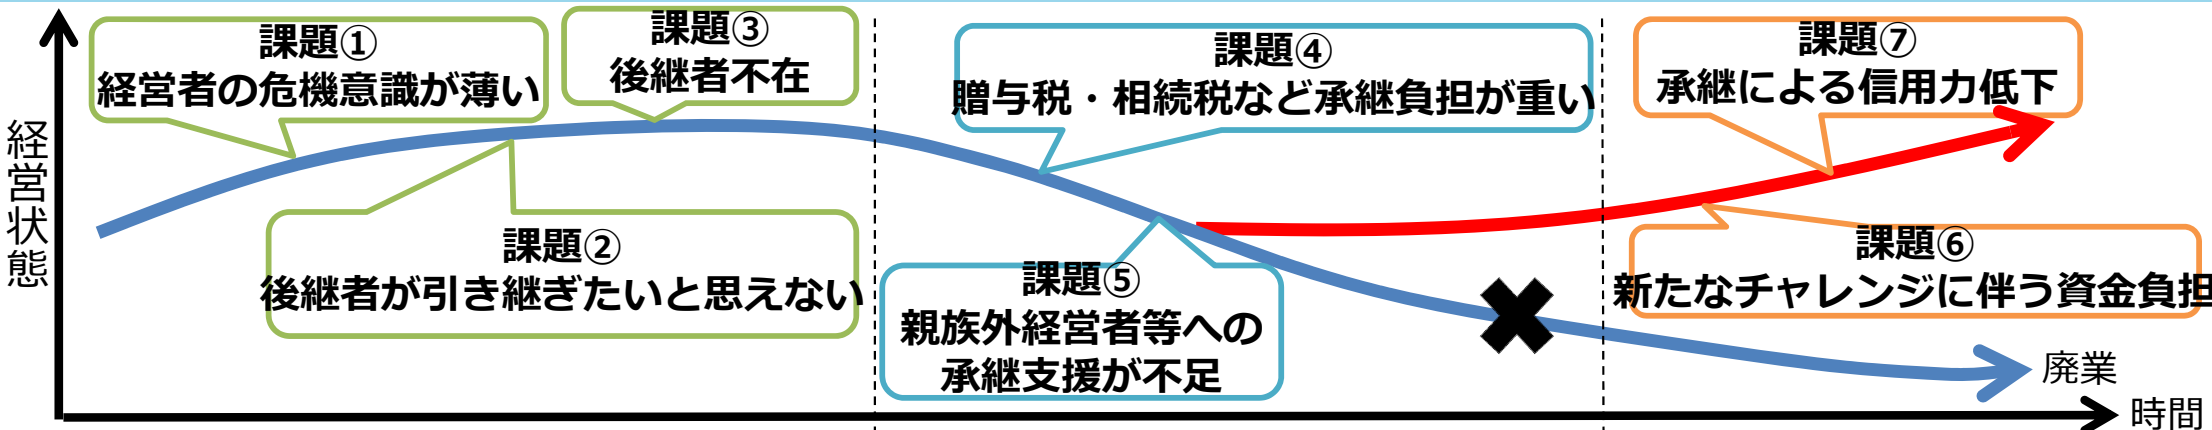 経営状態
課題①
経営者の危機意識が薄い
課題②
後継者が引き継ぎたいと思えない
課題③
後継者不在
課題④
贈与税・相続税など承継負担が重い
課題⑤
親族外経営者等への
承継支援が不足
課題⑦
承継による信用力低下
課題⑥
新たなチャレンジに伴う資金負担
廃業
時間